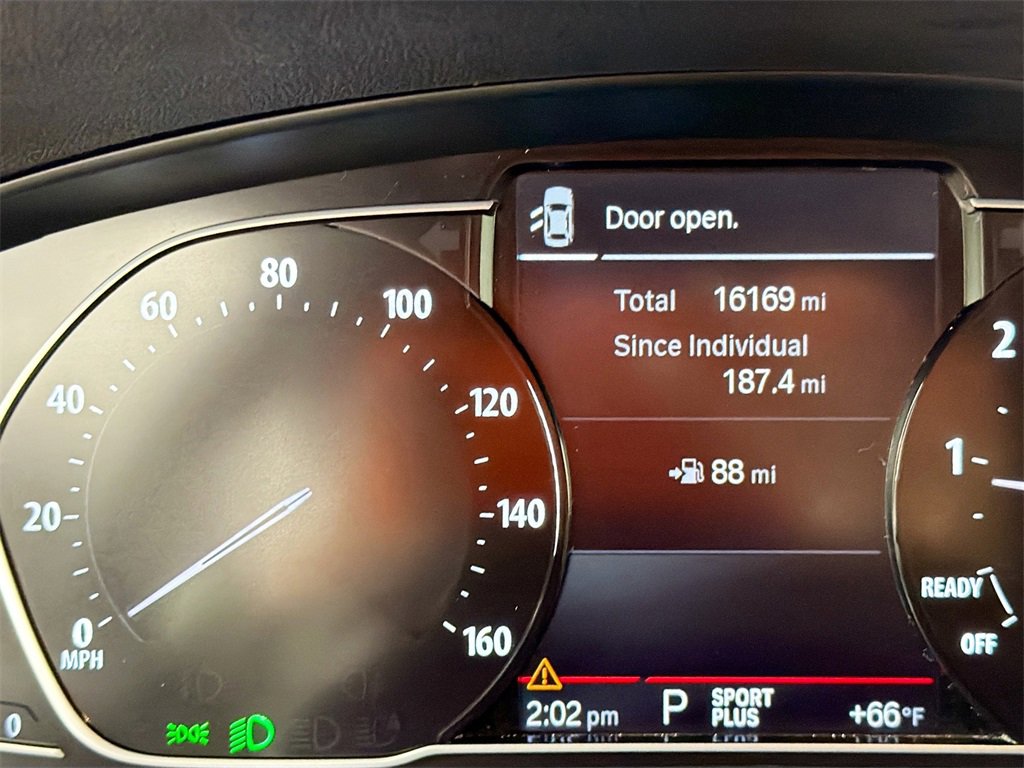 Door open.
Total 16169 mi
Since Individual
187.4 mi
88 mi
0
20
40
60
80
100
120
140
160
MPH
2
1
READY
OFF
0
2:02 pm
P
SPORT
PLUS
+66°F